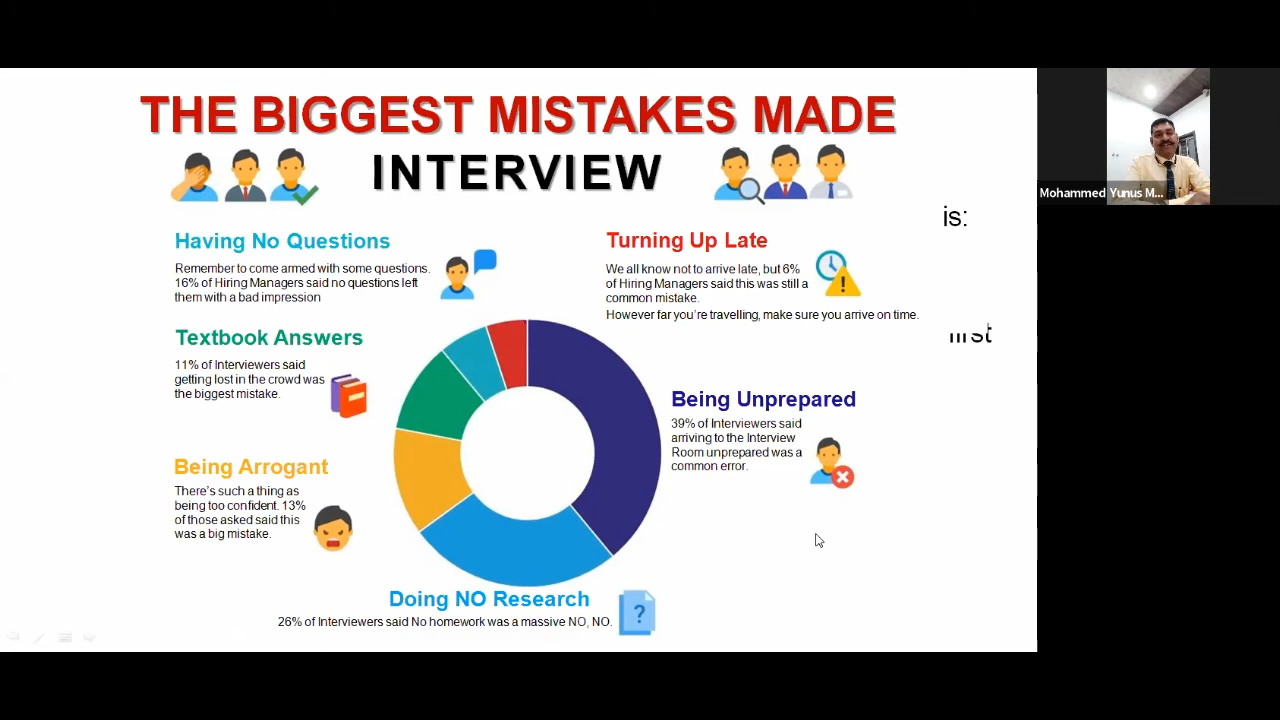 THE BIGGEST MISTAKES MADE
INTERVIEW
is:
Having No Questions
Remember to come armed with some questions.
16% of Hiring Managers said no questions left
them with a bad impression
Turning Up Late
We all know not to arrive late, but 6%
of Hiring Managers said this was still a
common mistake.
However far you're travelling, make sure you arrive on time.
Textbook Answers
11% of Interviewers said
getting lost in the crowd was
the biggest mistake.
Being Unprepared
39% of Interviewers said
arriving to the Interview
Room unprepared was a
common error.
Being Arrogant
There's such a thing as
being too confident. 13%
of those asked said this
was a big mistake.
Doing NO Research
26% of Interviewers said No homework was a massive NO, NO.
?
Mohammed Yunus M...